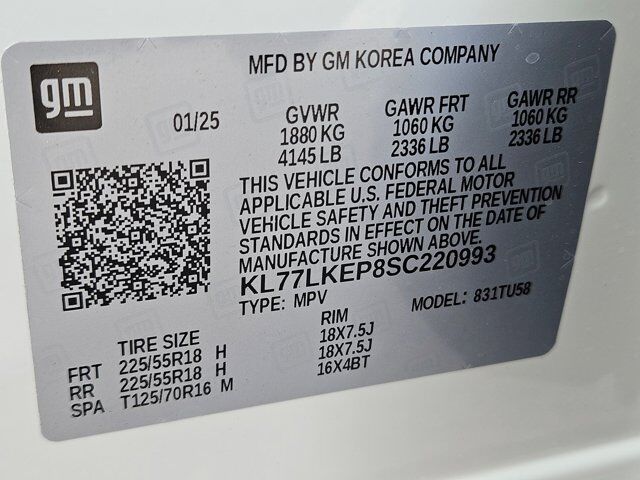 gm
MFD BY GM KOREA COMPANY
01/25
GVWR
1880 KG
4145 LB
GAWR FRT
1060 KG
2336 LB
GAWR RR
1060 KG
2336 LB
THIS VEHICLE CONFORMS TO ALL
APPLICABLE U.S. FEDERAL MOTOR
VEHICLE SAFETY AND THEFT PREVENTION
STANDARDS IN EFFECT ON THE DATE OF
MANUFACTURE SHOWN ABOVE.
KL77LKEP8SC220993
TYPE: MPV MODEL: 831TU58
TIRE SIZE RIM
FRT 225/55R18 H 18X7.5J
RR 225/55R18 H 18X7.5J
SPA T125/70R16 M 16X4BT